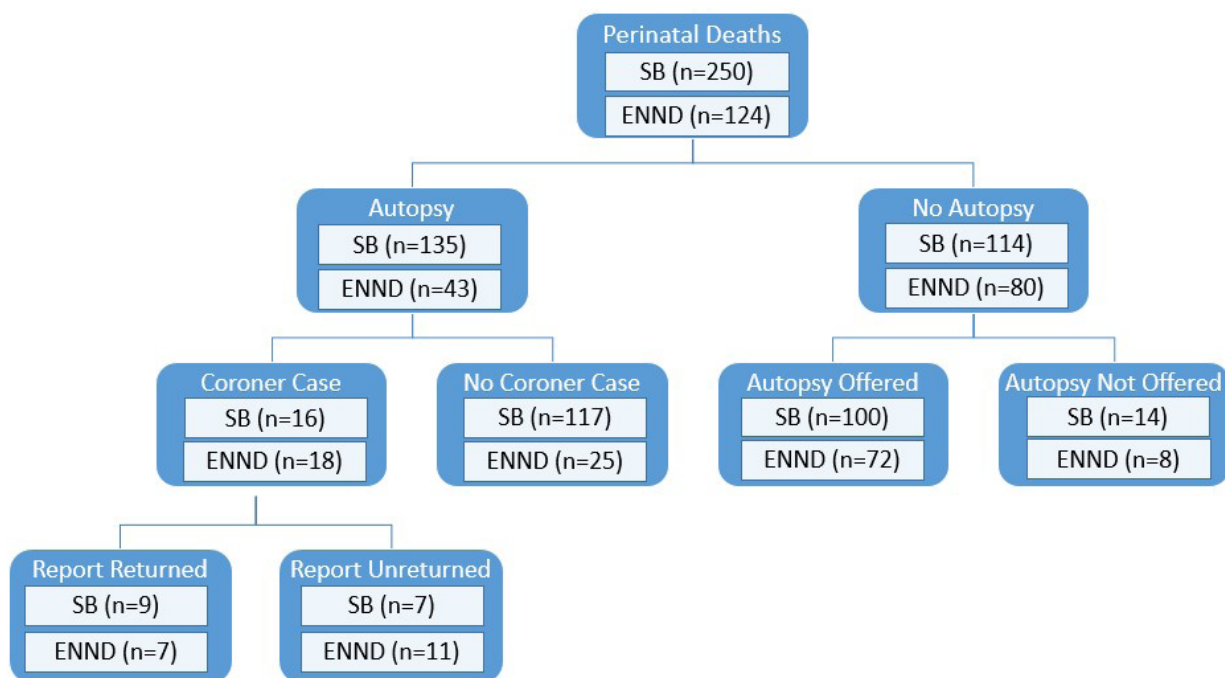 Perinatal Deaths
SB (n=250)
ENND (n=124)
Autopsy
SB (n=135)
ENND (n=43)
No Autopsy
SB (n=114)
ENND (n=80)
Coroner Case
SB (n=16)
ENND (n=18)
No Coroner Case
SB (n=117)
ENND (n=25)
Autopsy Offered
SB (n=100)
ENND (n=72)
Autopsy Not Offered
SB (n=14)
ENND (n=8)
Report Returned
SB (n=9)
ENND (n=7)
Report Unreturned
SB (n=7)
ENND (n=11)